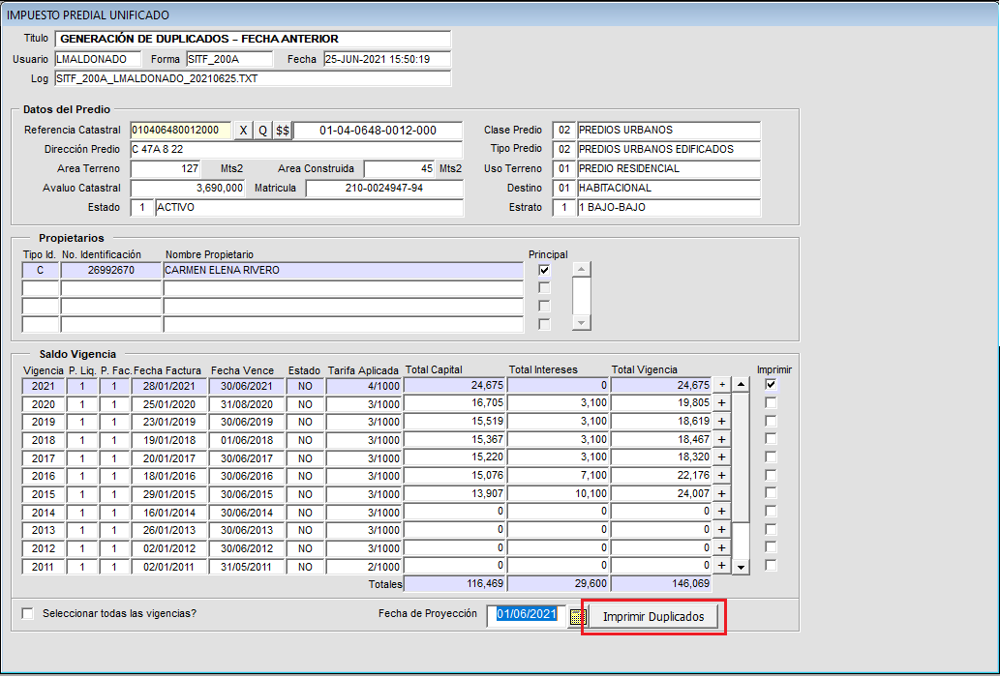 IMPUESTO PREDIAL UNIFICADO
Titulo GENERACIÓN DE DUPLICADOS – FECHA ANTERIOR
Usuario LMALDONADO Forma SITF_200A Fecha 25-JUN-2021 15:50:19
Log SITF_200A_LMALDONADO_20210625.TXT
Datos del Predio
Referencia Catastral 010406480012000 X Q $$ 01-04-0648-0012-000 Clase Predio 02 PREDIOS URBANOS
Dirección Predio C 47A 8 22 Tipo Predio 02 PREDIOS URBANOS EDIFICADOS
Area Terreno 127 Mts2 Area Construida 45 Mts2 Uso Terreno 01 PREDIO RESIDENCIAL
Avaluo Catastral 3,690,000 Matricula 210-0024947-94 Destino 01 HABITACIONAL
Estado 1 ACTIVO Estrato 1 1 BAJO-BAJO
Propietarios
Tipo Id. No. Identificación Nombre Propietario Principal
C 26992670 CARMEN ELENA RIVERO
Saldo Vigencia
Vigencia P. Liq. P. Fac. Fecha Factura Fecha Vence Estado Tarifa Aplicada Total Capital Total Intereses Total Vigencia Imprimir
2021 1 1 28/01/2021 30/06/2021 NO 4/1000 24,675 0 24,675 +
2020 1 1 25/01/2020 31/08/2020 NO 3/1000 16,705 3,100 19,805 +
2019 1 1 23/01/2019 30/06/2019 NO 3/1000 15,519 3,100 18,619 +
2018 1 1 19/01/2018 01/06/2018 NO 3/1000 15,367 3,100 18,467 +
2017 1 1 20/01/2017 30/06/2017 NO 3/1000 15,220 3,100 18,320 +
2016 1 1 18/01/2016 30/06/2016 NO 3/1000 15,076 7,100 22,176 +
2015 1 1 29/01/2015 30/06/2015 NO 3/1000 13,907 10,100 24,007 +
2014 1 1 16/01/2014 30/06/2014 NO 3/1000 0 0 0 +
2013 1 1 26/01/2013 30/06/2013 NO 3/1000 0 0 0 +
2012 1 1 02/01/2012 30/06/2012 NO 3/1000 0 0 0 +
2011 1 1 02/01/2011 31/05/2011 NO 2/1000 0 0 0 +
Totales 116,469 29,600 146,069
Seleccionar todas las vigencias? Fecha de Proyección 01/06/2021 Imprimir Duplicados